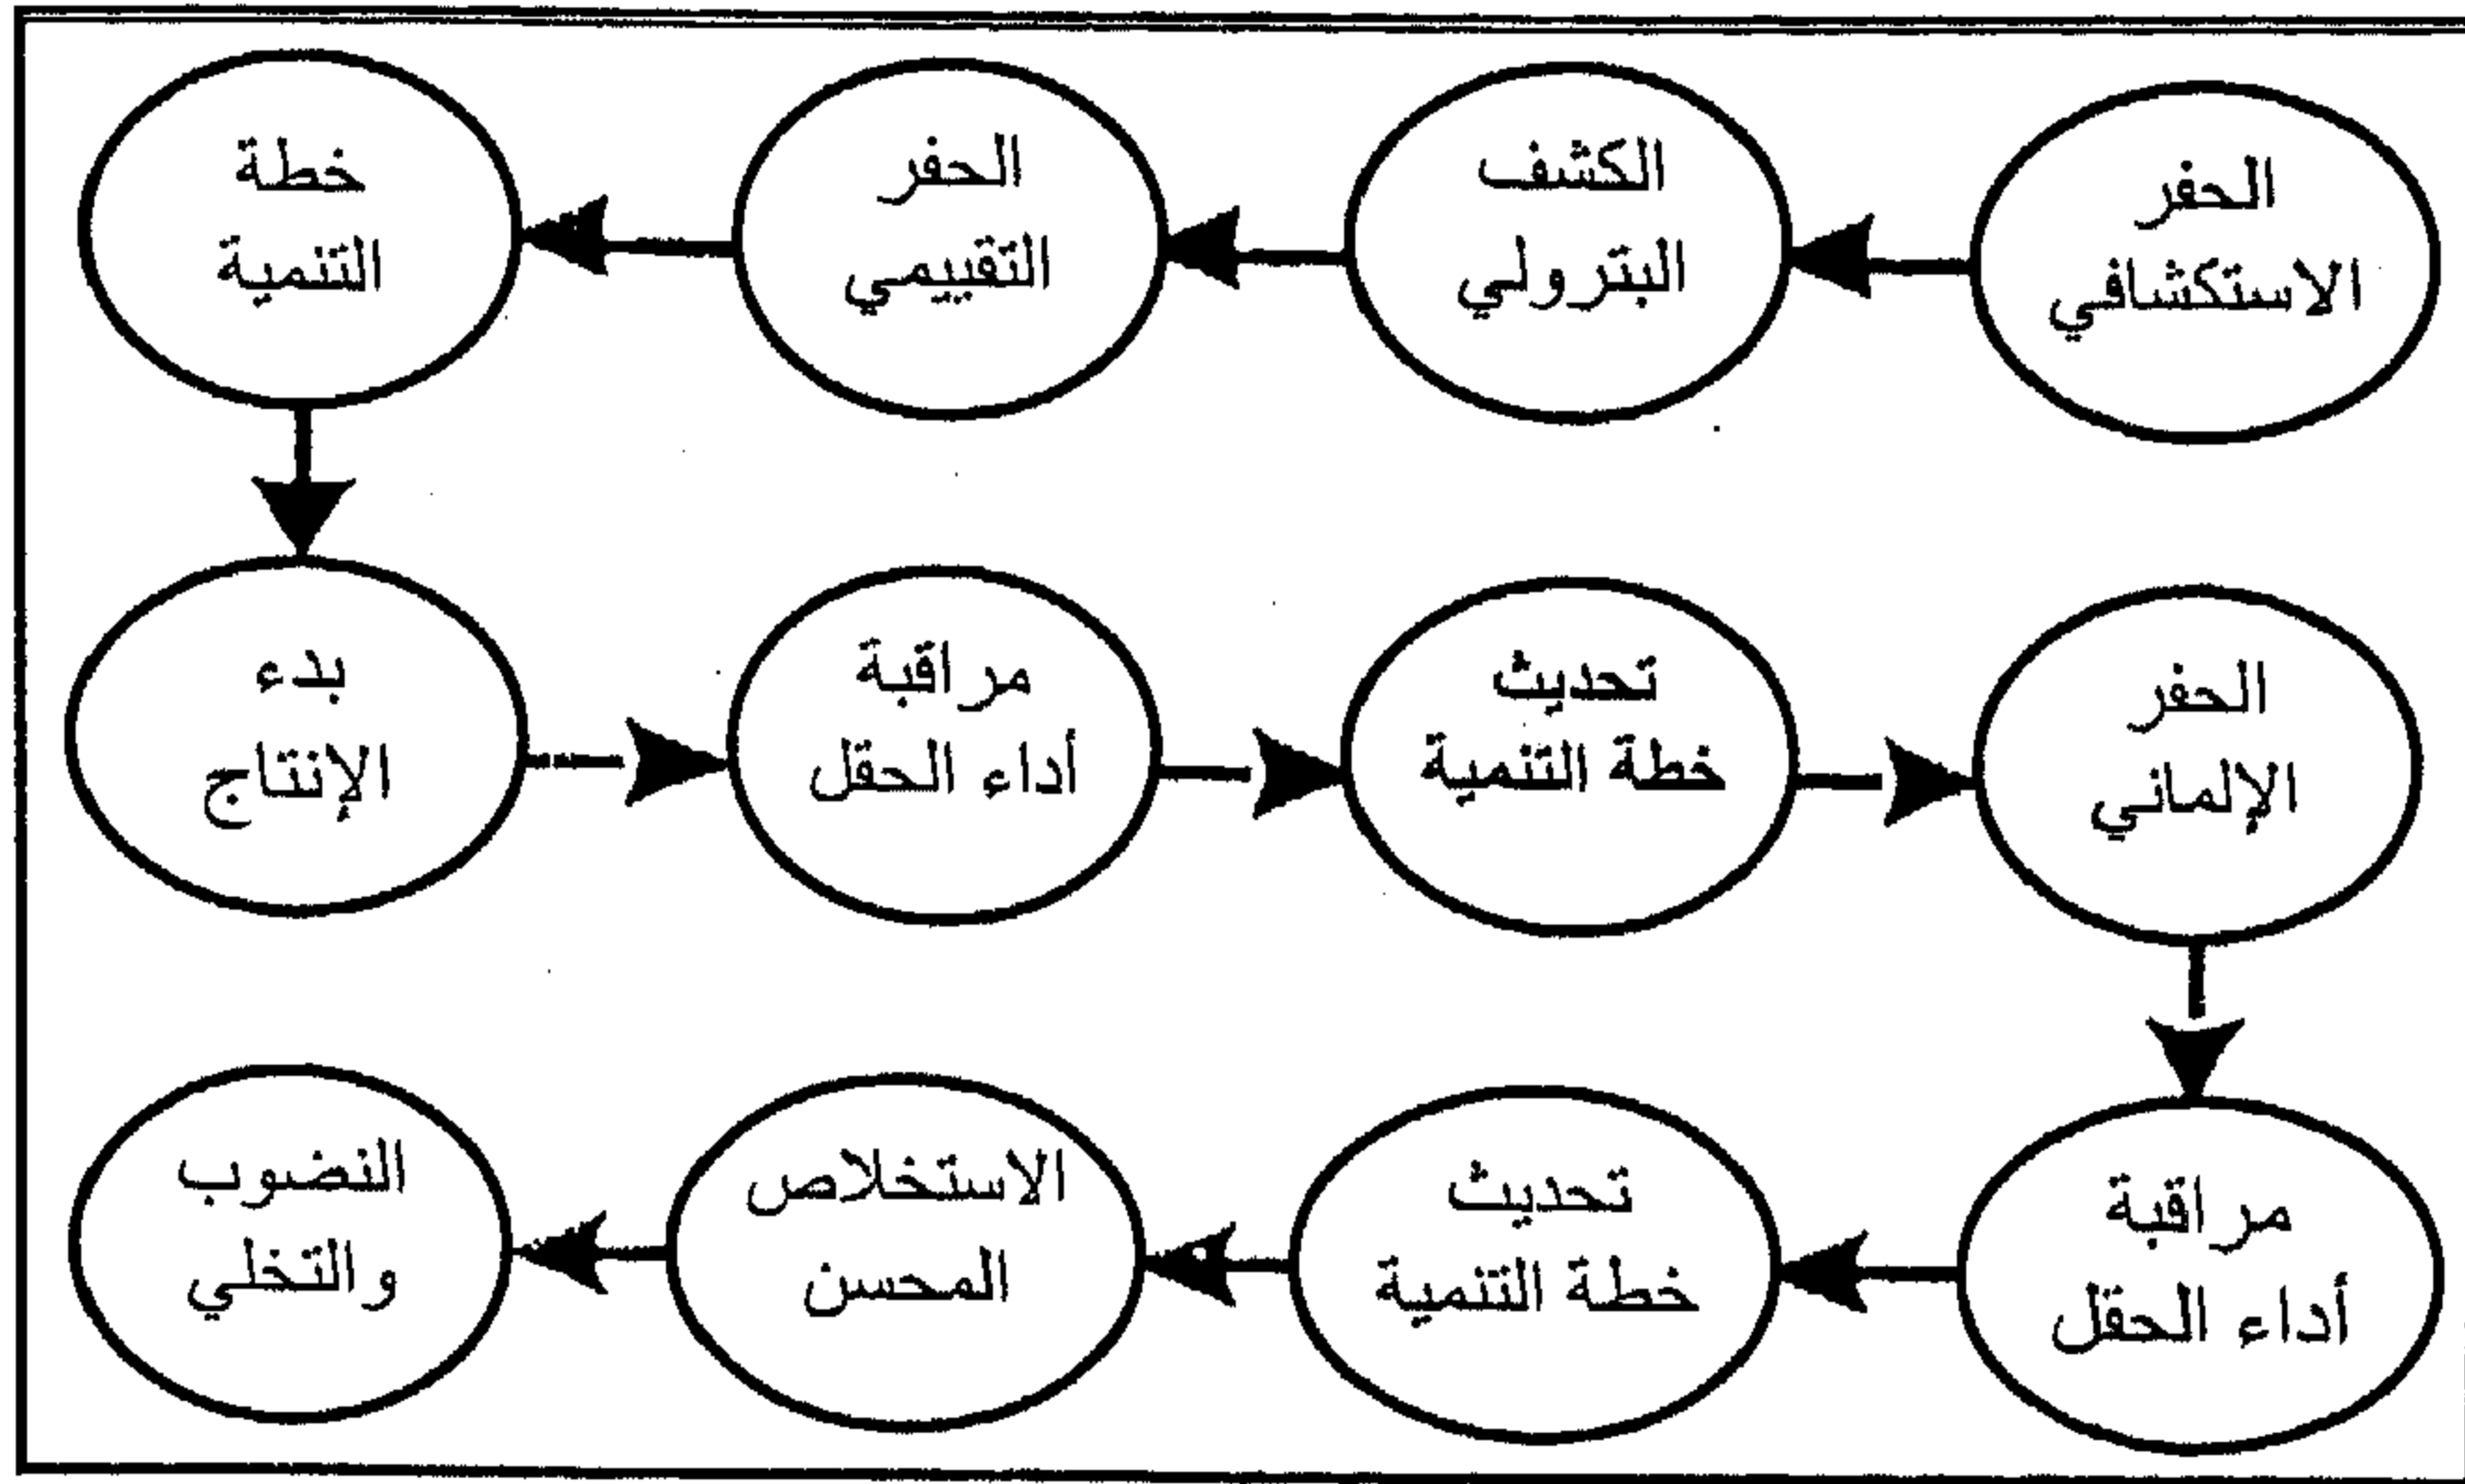 الحفر
الاستكشافي
الكشف
البترولي
الحفر
التقييمي
خطة
التنمية
بدء
الإنتاج
مراقبة
أداء الحقل
تحديث
خطة التنمية
الحفر
الإلماني
مراقبة
أداء الحقل
تحديث
خطة التنمية
الاستخلاص
المحسن
النضوب
والتخلي